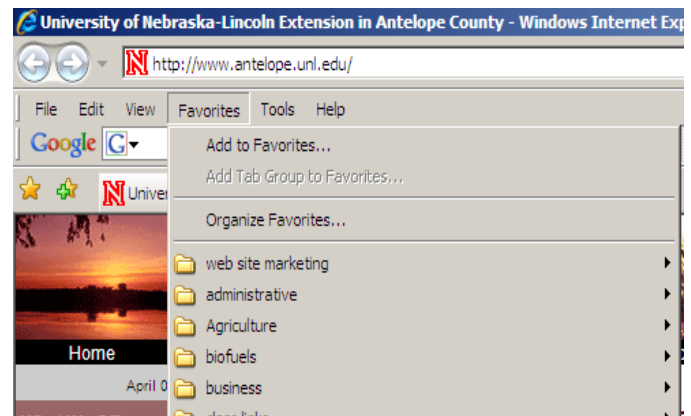 University of Nebraska-Lincoln Extension in Antelope County - Windows Internet
N http://www.antelope.unl.edu/
File Edit View Favorites Tools Help
Google G
Add to Favorites...
Add Tab Group to Favorites...
N Univer
Organize Favorites...
web site marketing
administrative
Agriculture
Home
biofuels
April 0
business